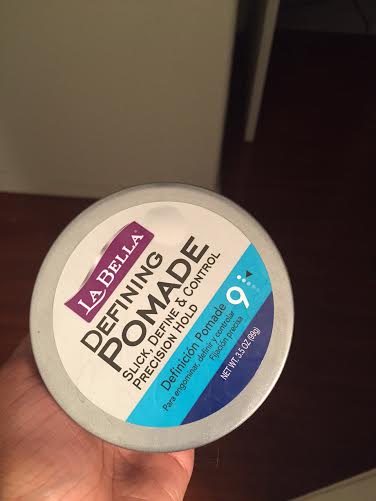 LA BELLA
DEFINING
POMADE
SLICK, DEFINE & CONTROL
PRECISION HOLD
Definición Pomade
Para engominar, definir y controlar
Fijación precisa
9
NET WT. 3.5 OZ (99g)